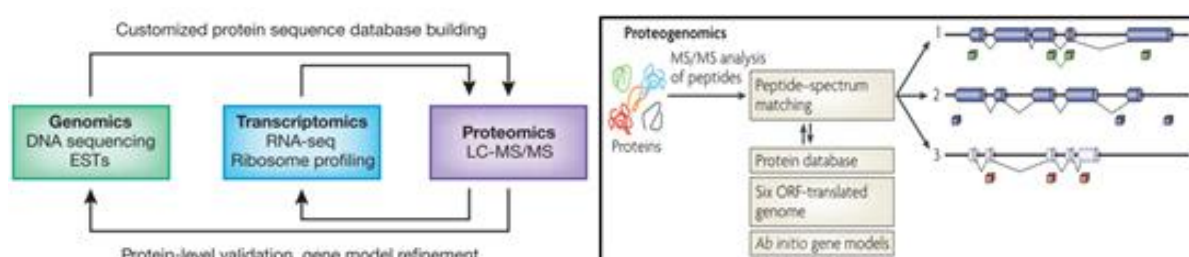 Customized protein sequence database building
Genomics
DNA sequencing
ESTs
Transcriptomics
RNA-seq
Ribosome profiling
Proteomics
LC-MS/MS
Protein-level validation, gene model refinement
Proteogenomics
MS/MS analysis
of peptides
Proteins
Peptide–spectrum
matching
Protein database
Six ORF-translated
genome
Ab initio gene models
1
2
3